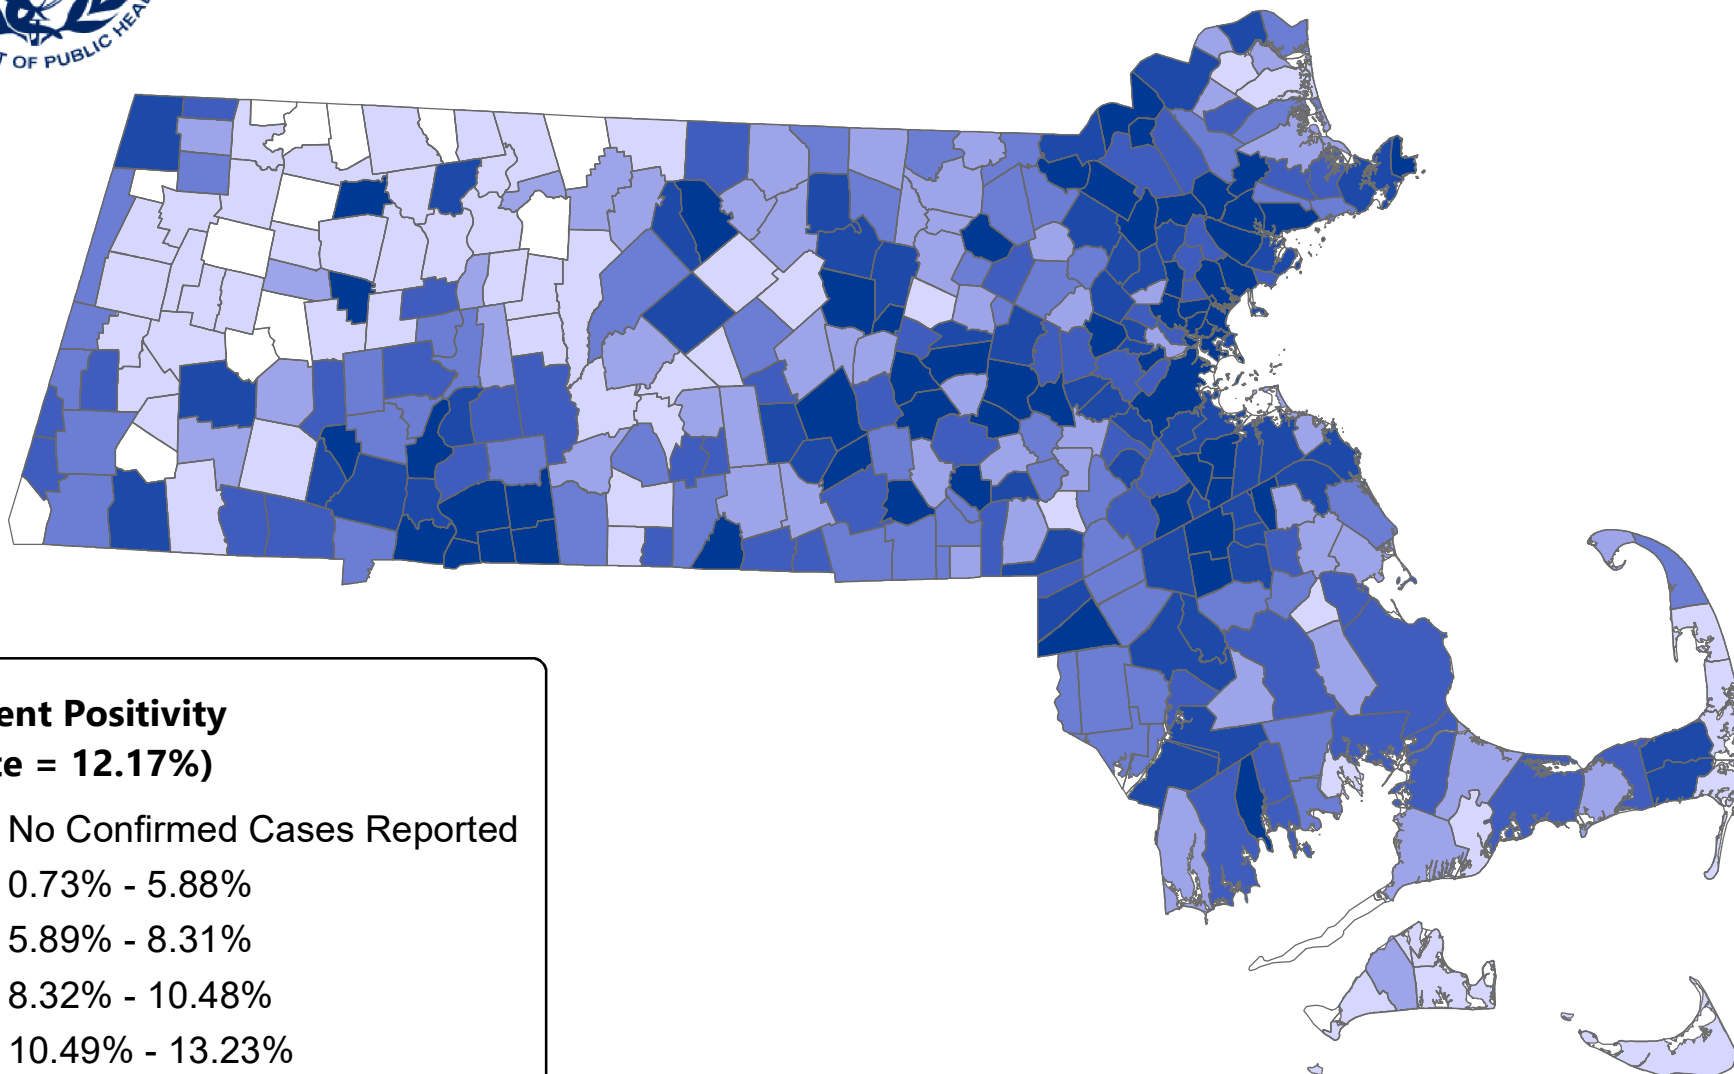 T OF PUBLIC HEA
ent Positivity
te = 12.17%)
No Confirmed Cases Reported
0.73% - 5.88%
5.89% - 8.31%
8.32% - 10.48%
10.49% - 13.23%